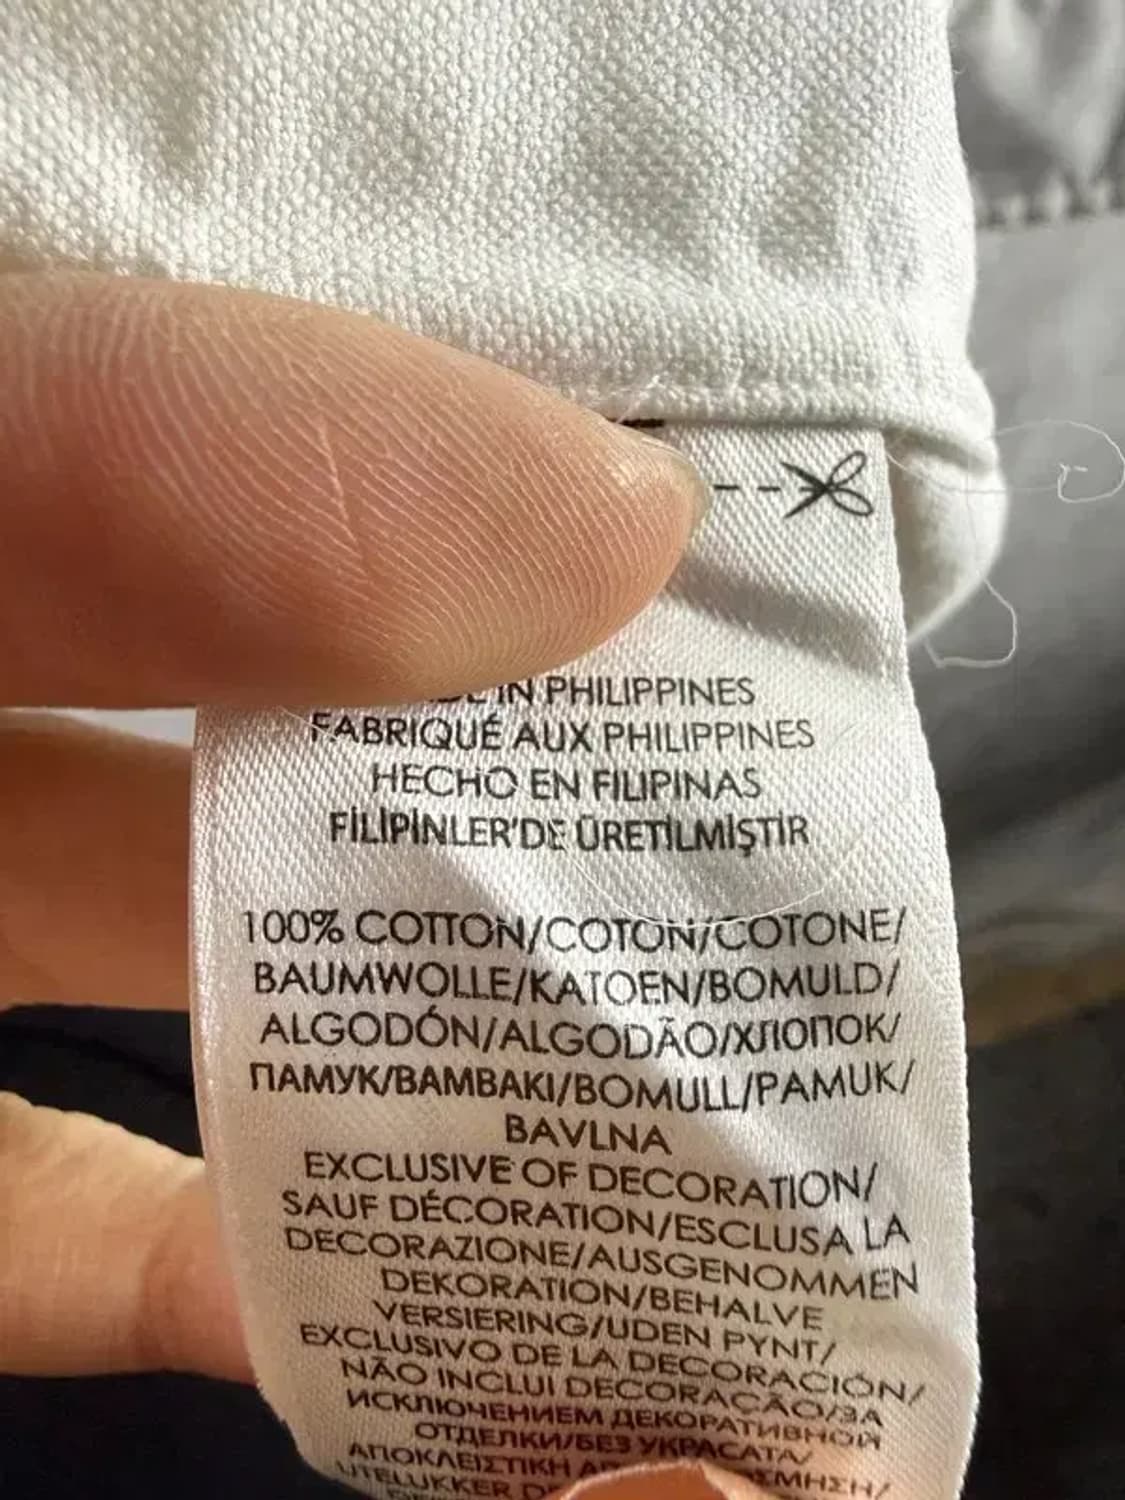 IN PHILIPPINES
FABRIQUÉ AUX PHILIPPINES
HECHO EN FILIPINAS
FİLİPİNLER'DE ÜRETİLMİŞTİR
100% COTTON/COTON/COTONE/
BAUMWOLLE/KATOEN/BOMULD/
ALGODÓN/ALGODÃO/ХЛОПОК/
ПАМУК/ΒΑΜΒΑΚΙ/BOMULL/PAMUK/
BAVLNA
EXCLUSIVE OF DECORATION/
SAUF DÉCORATION/ESCLUSA LA
DECORAZIONE/AUSGENOMMEN
DEKORATION/BEHALVE
VERSIERING/UDEN PYNT/
EXCLUSIVO DE LA DECORACIÓN/
NÃO INCLUI DECORAÇÃO/ЗА
ИСКЛЮЧЕНИЕМ ДЕКОРАТИВНОЙ
ОТДЕЛКИ/БЕЗ УКРАСАТА/
ΑΠΟΚΛΕΙΣΤΙΚΗ
UTELUKKER